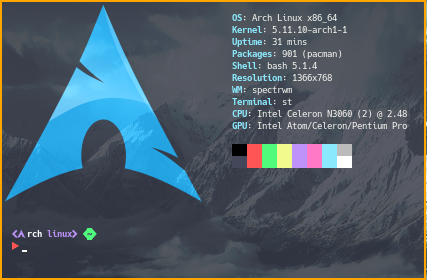 OS: Arch Linux x86_64
Kernel: 5.11.10-arch1-1
Uptime: 31 mins
Packages: 901 (pacman)
Shell: bash 5.1.4
Resolution: 1366x768
WM: spectrwm
Terminal: st
CPU: Intel Celeron N3060 (2) @ 2.48
GPU: Intel Atom/Celeron/Pentium Pro
rch linux ~